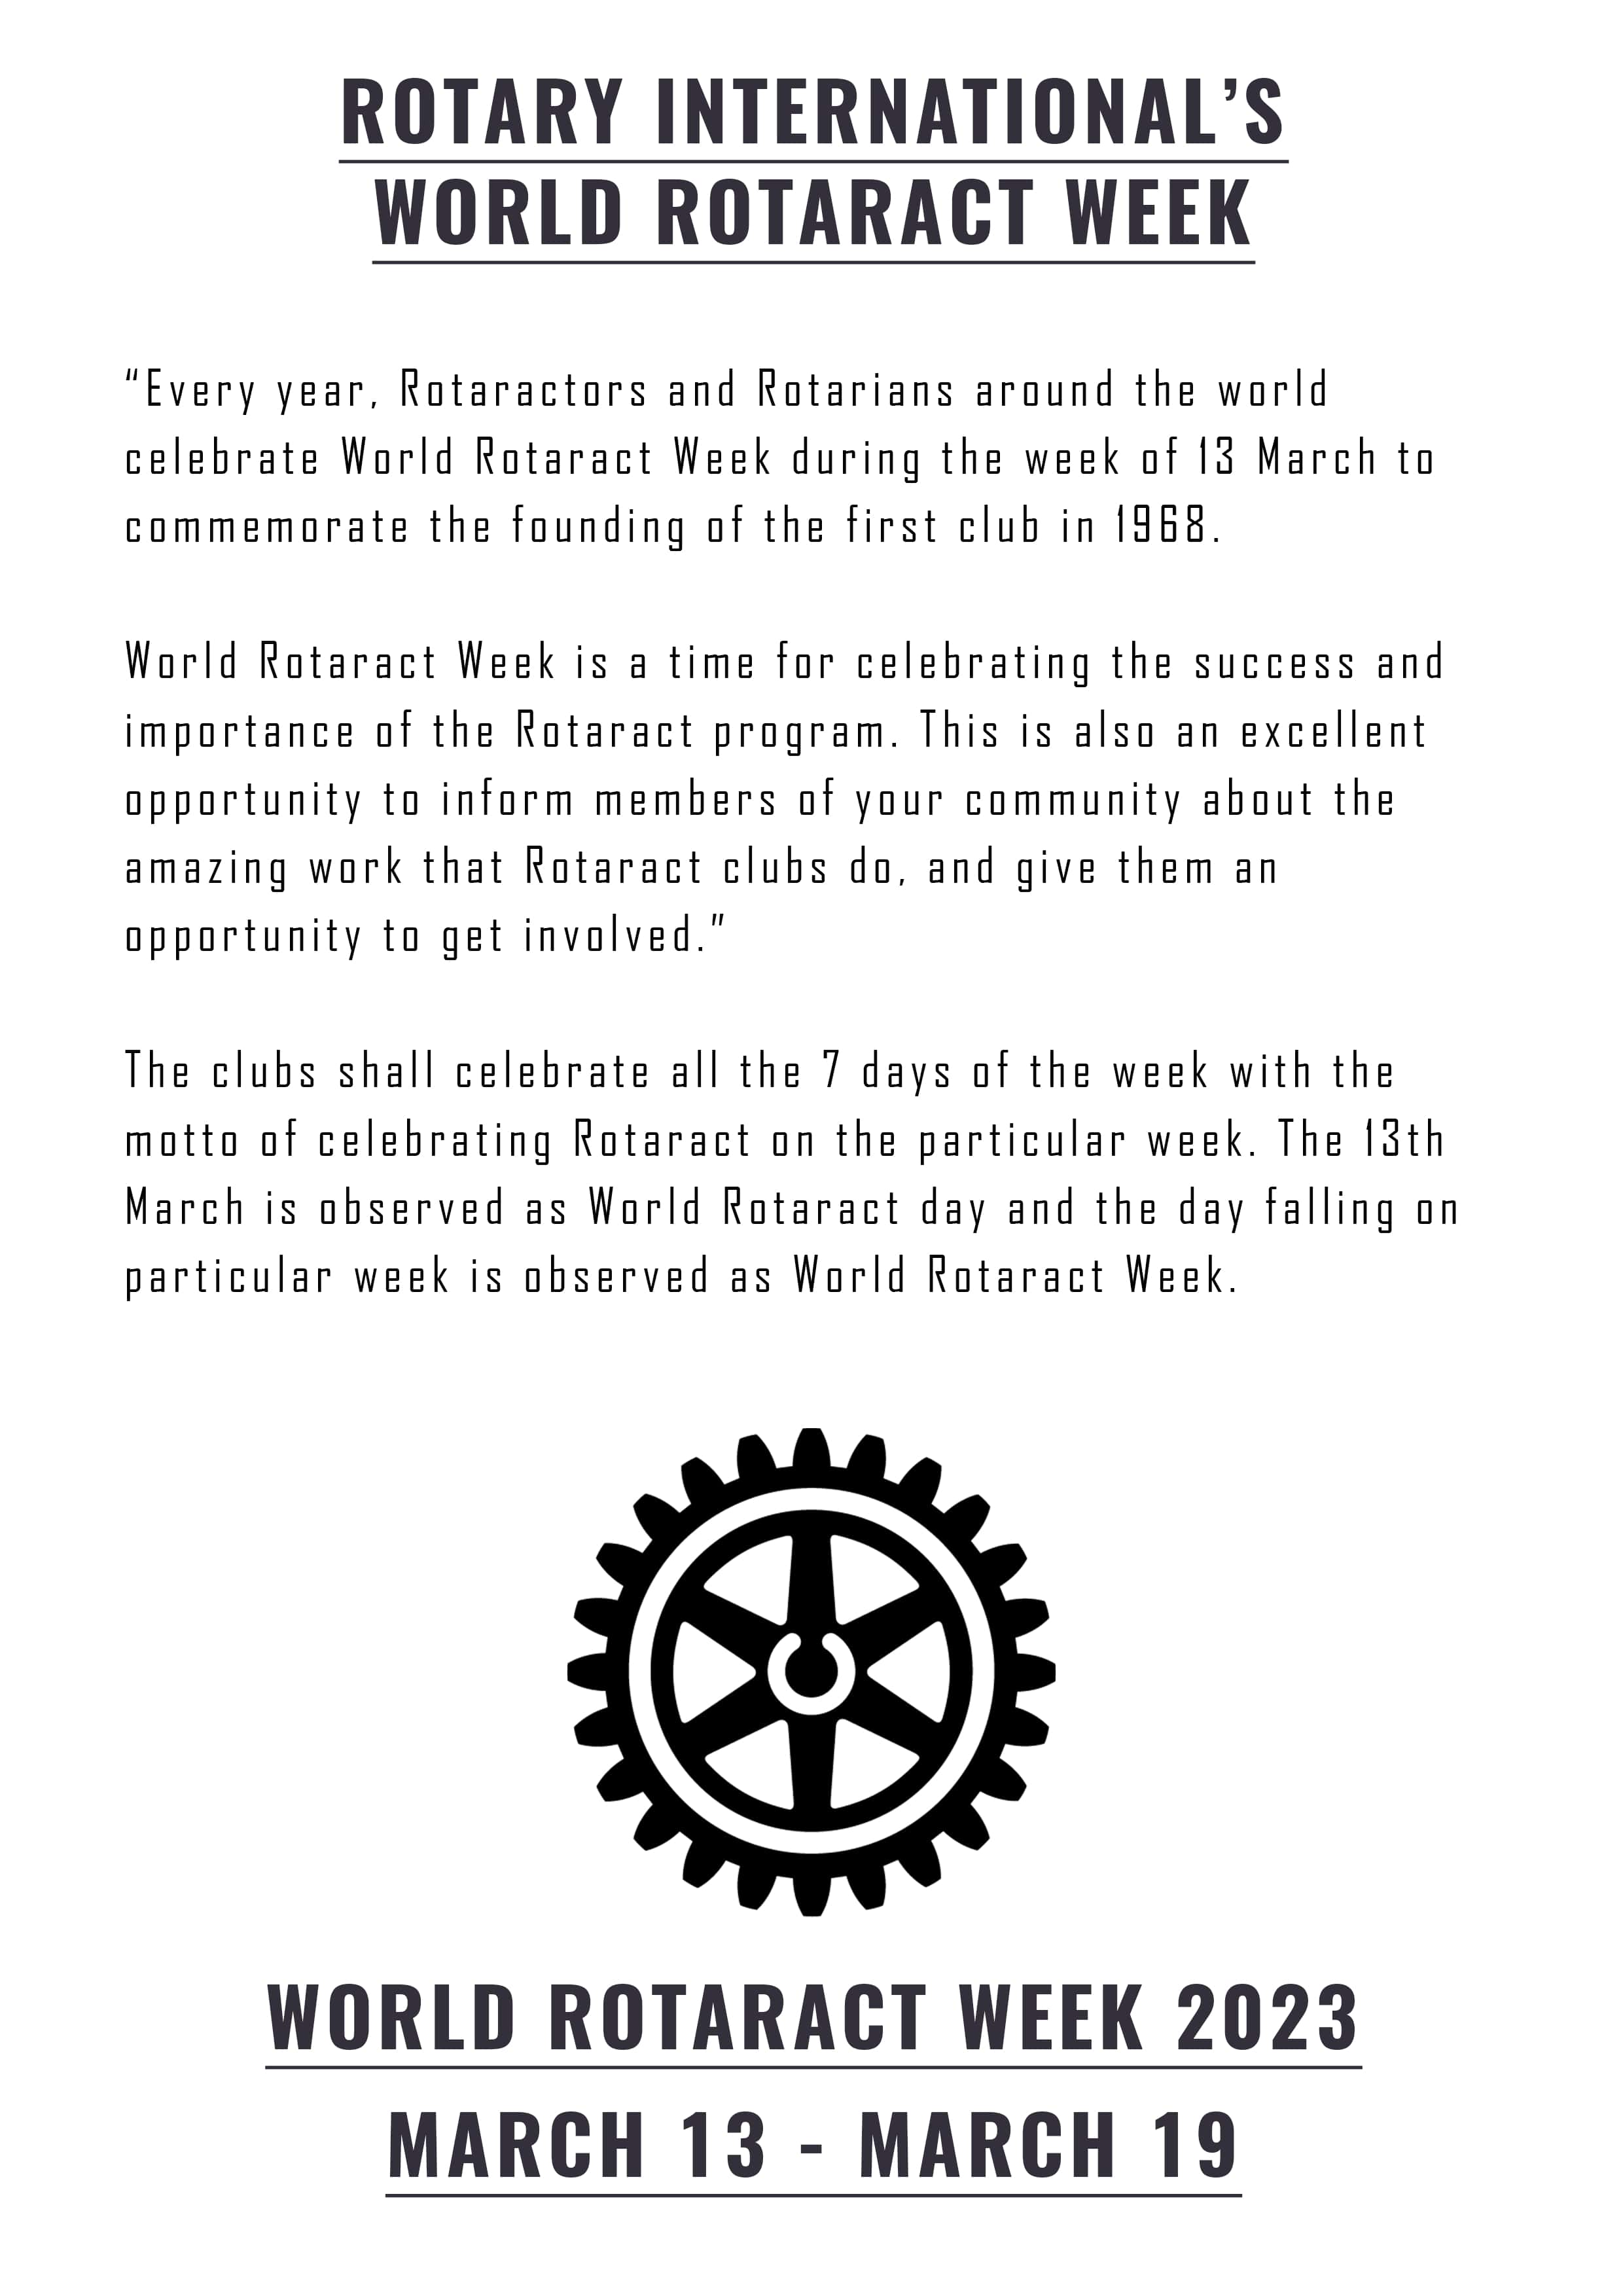 ROTARY INTERNATIONAL’S
WORLD ROTARACT WEEK
“Every year, Rotaractors and Rotarians around the world
celebrate World Rotaract Week during the week of 13 March to
commemorate the founding of the first club in 1968.
World Rotaract Week is a time for celebrating the success and
importance of the Rotaract program. This is also an excellent
opportunity to inform members of your community about the
amazing work that Rotaract clubs do, and give them an
opportunity to get involved.”
The clubs shall celebrate all the 7 days of the week with the
motto of celebrating Rotaract on the particular week. The 13th
March is observed as World Rotaract day and the day falling on
particular week is observed as World Rotaract Week.
WORLD ROTARACT WEEK 2023
MARCH 13 - MARCH 19